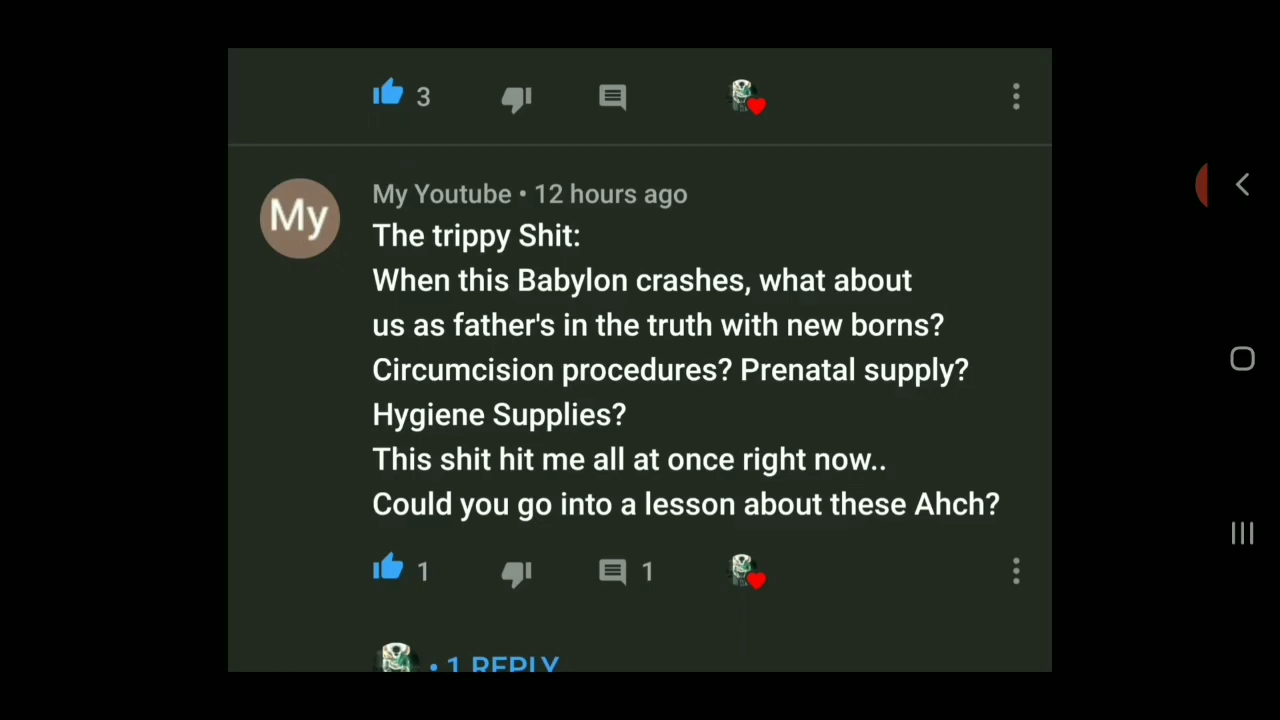 3
My
My Youtube • 12 hours ago
The trippy Shit:
When this Babylon crashes, what about
us as father's in the truth with new borns?
Circumcision procedures? Prenatal supply?
Hygiene Supplies?
This shit hit me all at once right now..
Could you go into a lesson about these Ahch?
1 1
• 1 REPLY